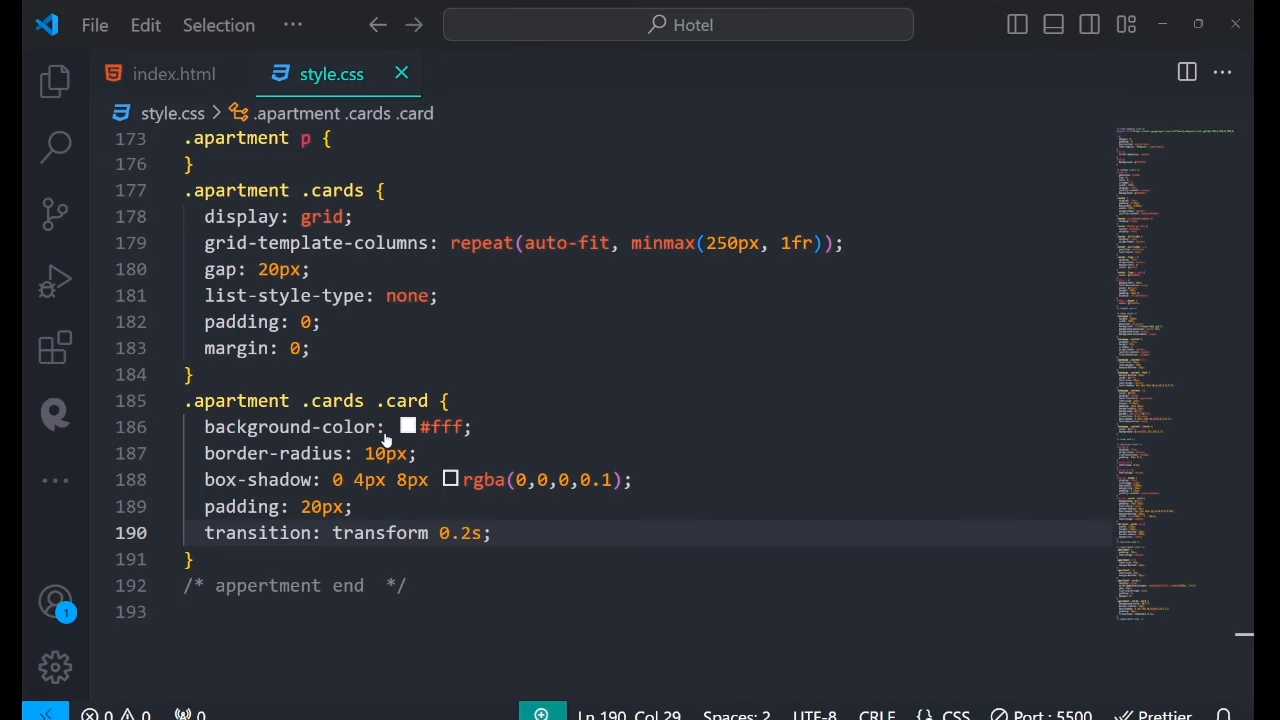 File Edit Selection ··· Hotel
index.html style.css
style.css > .apartment .cards .card
173 .apartment p {
176 }
177 .apartment .cards {
178 display: grid;
179 grid-template-columns: repeat(auto-fit, minmax(250px, 1fr));
180 gap: 20px;
181 list-style-type: none;
182 padding: 0;
183 margin: 0;
184 }
185 .apartment .cards .card {
186 background-color: #fff;
187 border-radius: 10px;
188 box-shadow: 0 4px 8px rgba(0,0,0,0.1);
189 padding: 20px;
190 transition: transform 0.2s;
191 }
192 /* appertment end */
193
1
0 0 0 Ln 190, Col 29 Spaces: 2 UTF-8 CRLF {} CSS Port : 5500 Prettier